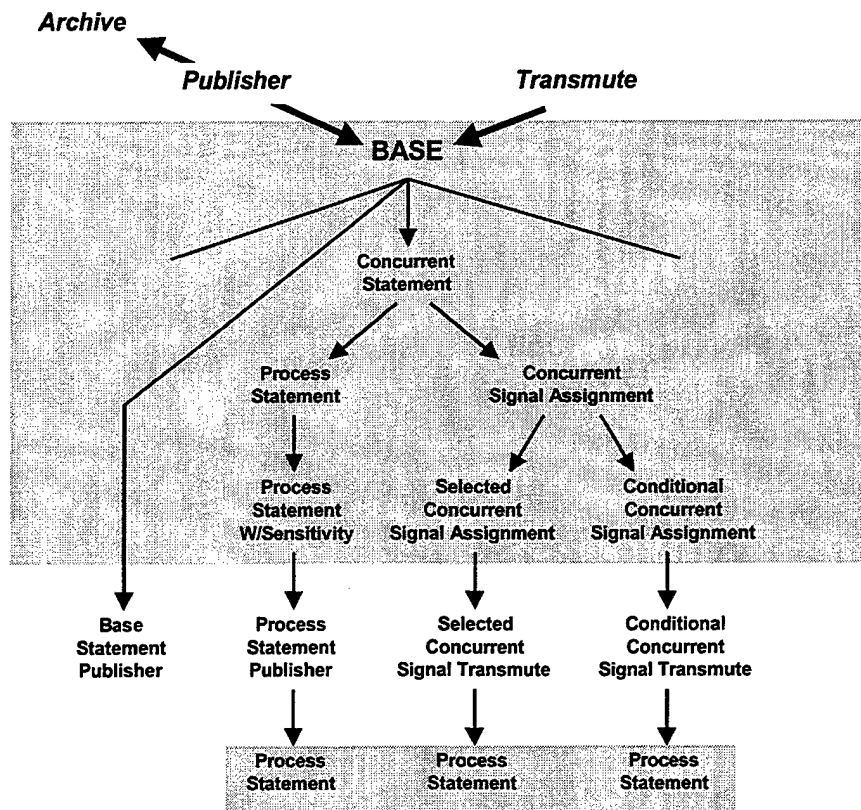 Archive
Publisher
Transmute
BASE
Concurrent
Statement
Process
Statement
Concurrent
Signal Assignment
Process
Statement
W/Sensitivity
Selected
Concurrent
Signal Assignment
Conditional
Concurrent
Signal Assignment
Base
Statement
Publisher
Process
Statement
Publisher
Selected
Concurrent
Signal Transmute
Conditional
Concurrent
Signal Transmute
Process
Statement
Process
Statement
Process
Statement